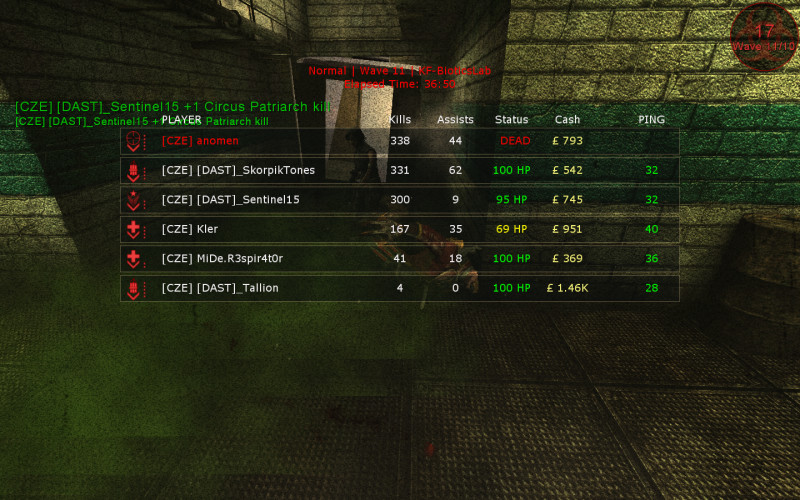 17
Wave 11/10
Normal | Wave 11 | KF-BioticsLab
Elapsed Time: 36:50
[CZE] [DAST]_Sentinel15 +1 Circus Patriarch kill
[CZE] [DAST]_Sentinel15 +1 Circus Patriarch kill
PLAYER Kills Assists Status Cash PING
[CZE] anomen 338 44 DEAD £ 793
[CZE] [DAST]_SkorpikTones 331 62 100 HP £ 542 32
[CZE] [DAST]_Sentinel15 300 9 95 HP £ 745 32
[CZE] Kler 167 35 69 HP £ 951 40
[CZE] MiDe.R3spir4t0r 41 18 100 HP £ 369 36
[CZE] [DAST]_Tallion 4 0 100 HP £ 1.46K 28